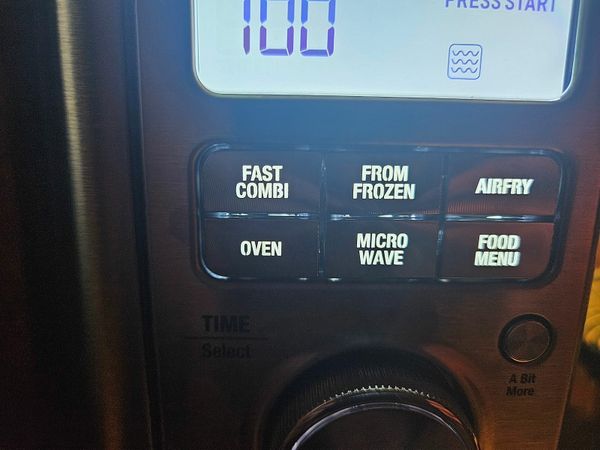 100
PRESS START
FAST
COMBI
FROM
FROZEN
AIRFRY
OVEN
MICRO
WAVE
FOOD
MENU
TIME
Select
A Bit
More